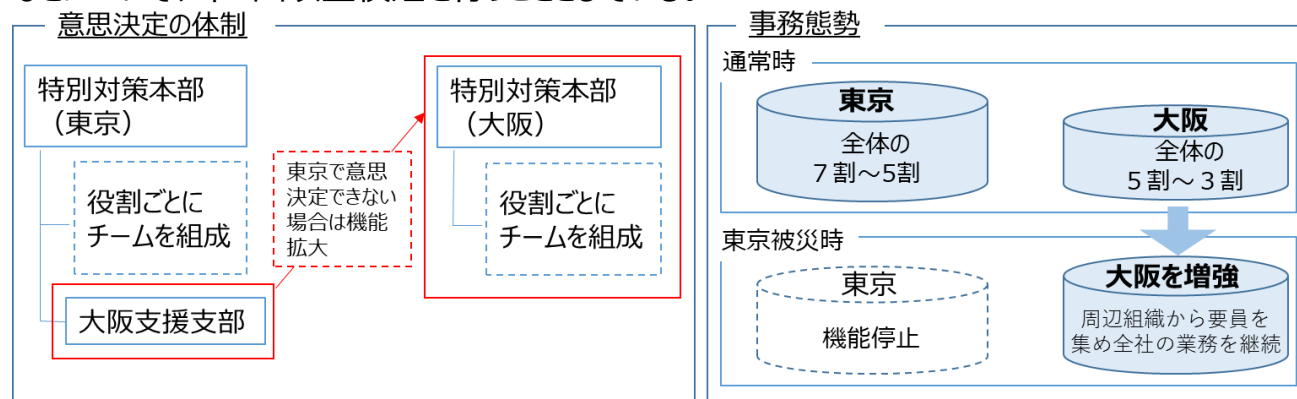 意思決定の体制
特別対策本部
（東京）
役割ごとに
チームを組成
大阪支援支部
東京で意思
決定できない
場合は機能
拡大
特別対策本部
（大阪）
役割ごとに
チームを組成
事務態勢
通常時
東京
全体の
７割～5割
大阪
全体の
５割～３割
東京被災時
東京
機能停止
大阪を増強
周辺組織から要員を
集め全社の業務を継続